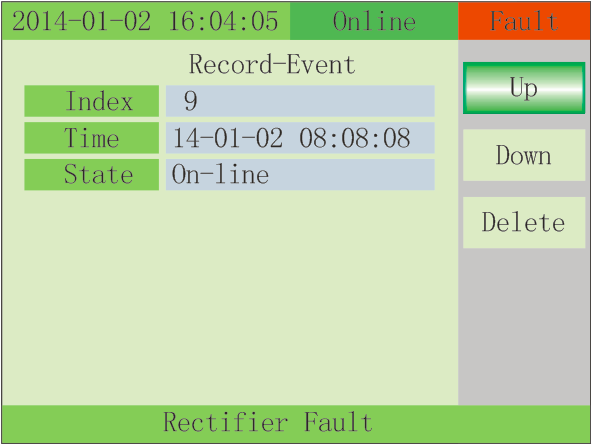 2014-01-02 16:04:05 Online Fault
Record-Event
Index 9
Time 14-01-02 08:08:08
State On-line
Up
Down
Delete
Rectifier Fault